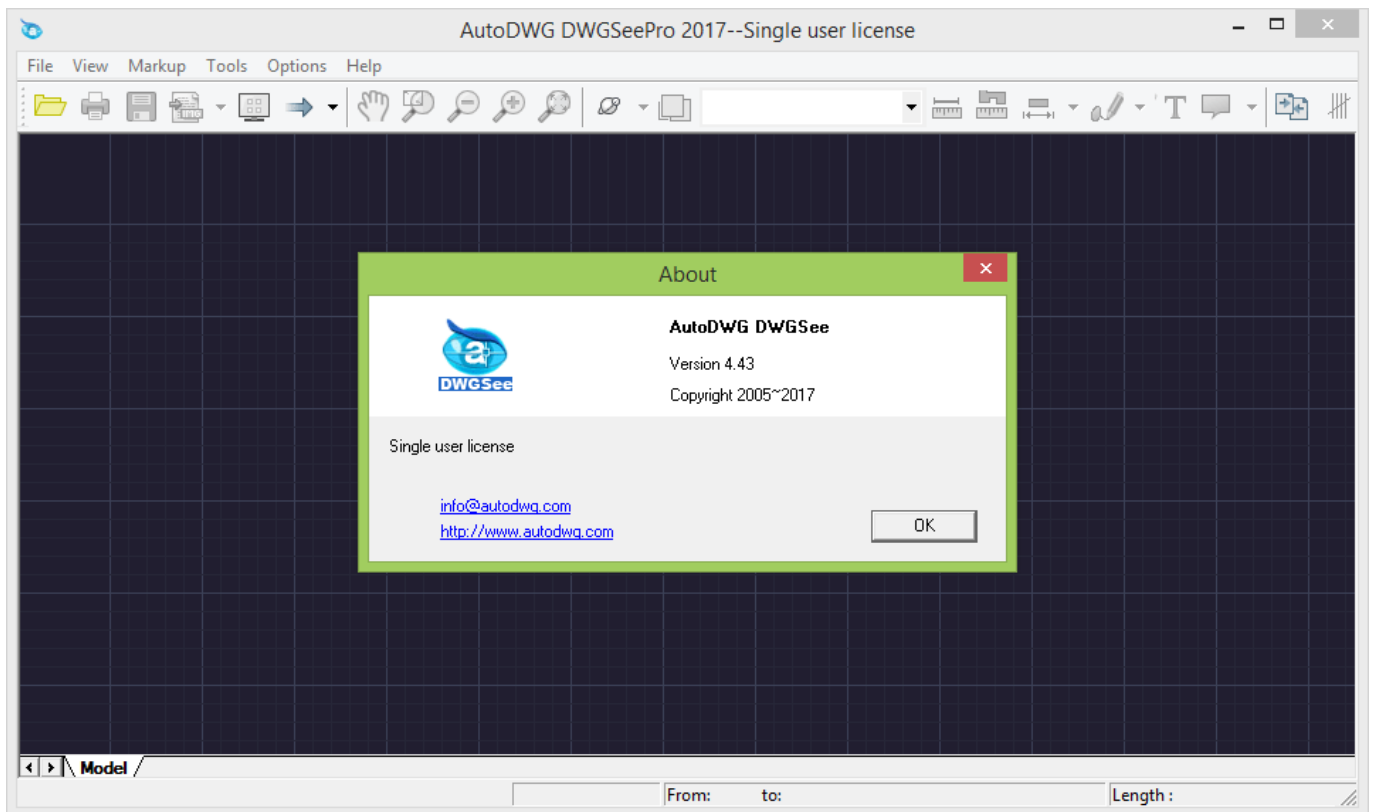 AutoDWG DWGSeePro 2017--Single user license
File View Markup Tools Options Help
T
About
a
DWGSee
AutoDWG DWGSee
Version 4.43
Copyright 2005~2017
Single user license
info@autodwg.com
http://www.autodwg.com
OK
Model
From: to: Length :